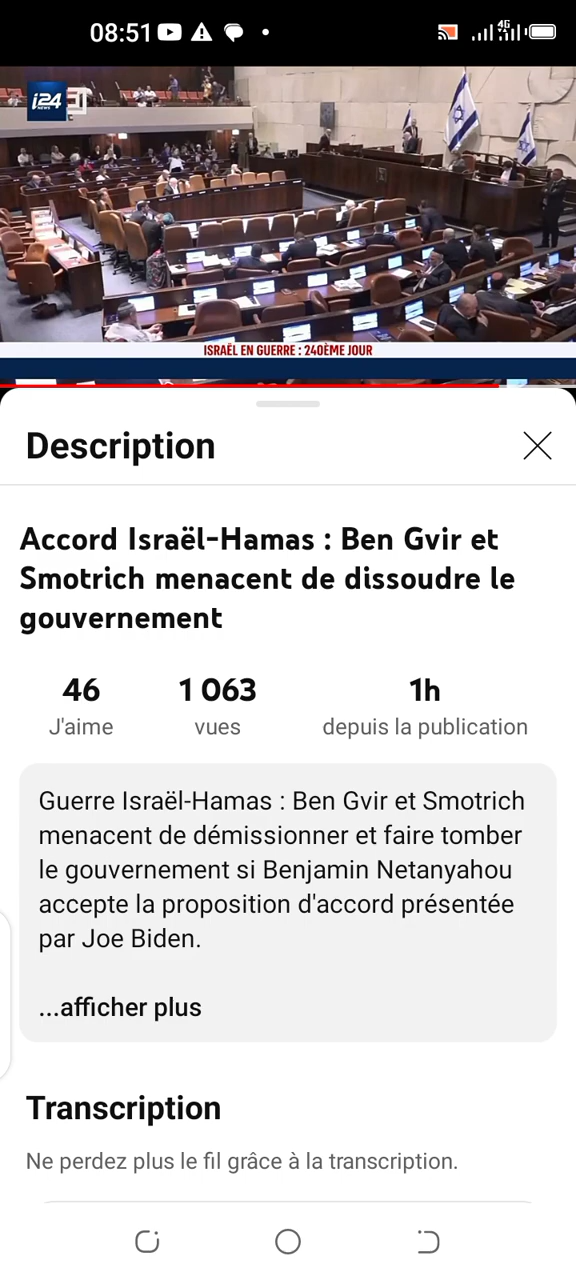 08:51
4G
i24
NEWS
ISRAËL EN GUERRE : 240ÈME JOUR
Description
Accord Israël-Hamas : Ben Gvir et
Smotrich menacent de dissoudre le
gouvernement
46 1 063 1h
J'aime vues depuis la publication
Guerre Israël-Hamas : Ben Gvir et Smotrich
menacent de démissionner et faire tomber
le gouvernement si Benjamin Netanyahou
accepte la proposition d'accord présentée
par Joe Biden.
...afficher plus
Transcription
Ne perdez plus le fil grâce à la transcription.